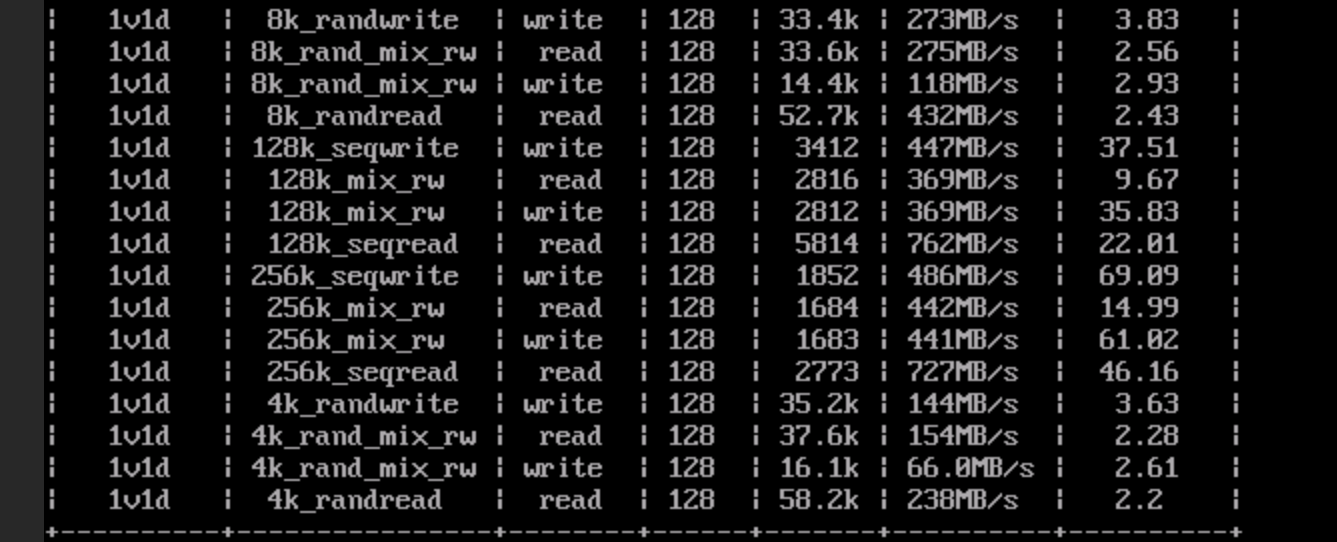 ¦ 1v1d ¦ 8k_randwrite ¦ write ¦ 128 ¦ 33.4k ¦ 273MB/s ¦ 3.83 ¦
¦ 1v1d ¦ 8k_rand_mix_rw ¦ read ¦ 128 ¦ 33.6k ¦ 275MB/s ¦ 2.56 ¦
¦ 1v1d ¦ 8k_rand_mix_rw ¦ write ¦ 128 ¦ 14.4k ¦ 118MB/s ¦ 2.93 ¦
¦ 1v1d ¦ 8k_randread ¦ read ¦ 128 ¦ 52.7k ¦ 432MB/s ¦ 2.43 ¦
¦ 1v1d ¦ 128k_seqwrite ¦ write ¦ 128 ¦ 3412 ¦ 447MB/s ¦ 37.51 ¦
¦ 1v1d ¦ 128k_mix_rw ¦ read ¦ 128 ¦ 2816 ¦ 369MB/s ¦ 9.67 ¦
¦ 1v1d ¦ 128k_mix_rw ¦ write ¦ 128 ¦ 2812 ¦ 369MB/s ¦ 35.83 ¦
¦ 1v1d ¦ 128k_seqread ¦ read ¦ 128 ¦ 5814 ¦ 762MB/s ¦ 22.01 ¦
¦ 1v1d ¦ 256k_seqwrite ¦ write ¦ 128 ¦ 1852 ¦ 486MB/s ¦ 69.09 ¦
¦ 1v1d ¦ 256k_mix_rw ¦ read ¦ 128 ¦ 1684 ¦ 442MB/s ¦ 14.99 ¦
¦ 1v1d ¦ 256k_mix_rw ¦ write ¦ 128 ¦ 1683 ¦ 441MB/s ¦ 61.02 ¦
¦ 1v1d ¦ 256k_seqread ¦ read ¦ 128 ¦ 2773 ¦ 727MB/s ¦ 46.16 ¦
¦ 1v1d ¦ 4k_randwrite ¦ write ¦ 128 ¦ 35.2k ¦ 144MB/s ¦ 3.63 ¦
¦ 1v1d ¦ 4k_rand_mix_rw ¦ read ¦ 128 ¦ 37.6k ¦ 154MB/s ¦ 2.28 ¦
¦ 1v1d ¦ 4k_rand_mix_rw ¦ write ¦ 128 ¦ 16.1k ¦ 66.0MB/s ¦ 2.61 ¦
¦ 1v1d ¦ 4k_randread ¦ read ¦ 128 ¦ 58.2k ¦ 238MB/s ¦ 2.2 ¦
+-----------+-----------------+---------+------+-------+----------+-----------+